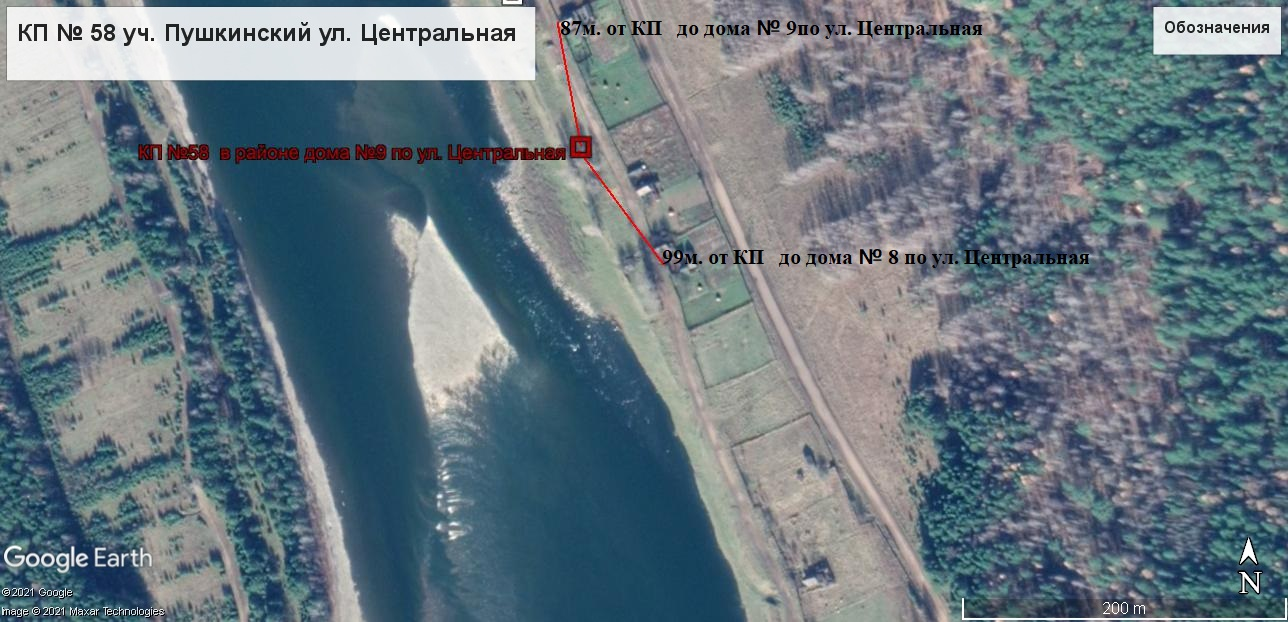 КП № 58 уч. Пушкинский ул. Центральная
87м. от КП до дома № 9по ул. Центральная
Обозначения
КП №58 в районе дома №9 по ул. Центральная
99м. от КП до дома № 8 по ул. Центральная
Google Earth
©2021 Google
mage © 2021 Maxar Technologies
N
200 m